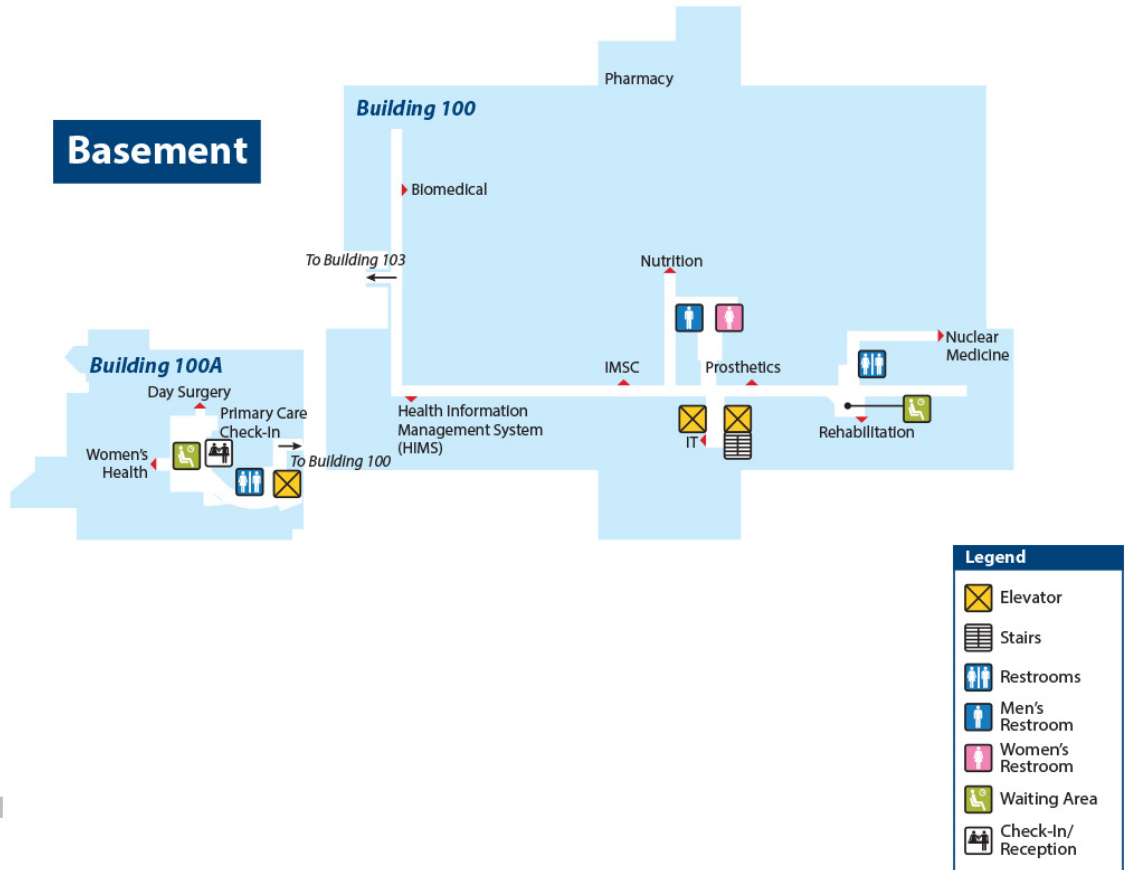 Pharmacy
Building 100
Basement
Biomedical
To Building 103
Nutrition
Nuclear
Medicine
Building 100A
IMSC
Prosthetics
Day Surgery
Primary Care
Check-In
Health Information
Management System
(HIMS)
IT
Rehabilitation
Women's
Health
To Building 100
Legend
Elevator
Stairs
Restrooms
Men's
Restroom
Women's
Restroom
Waiting Area
Check-In/
Reception